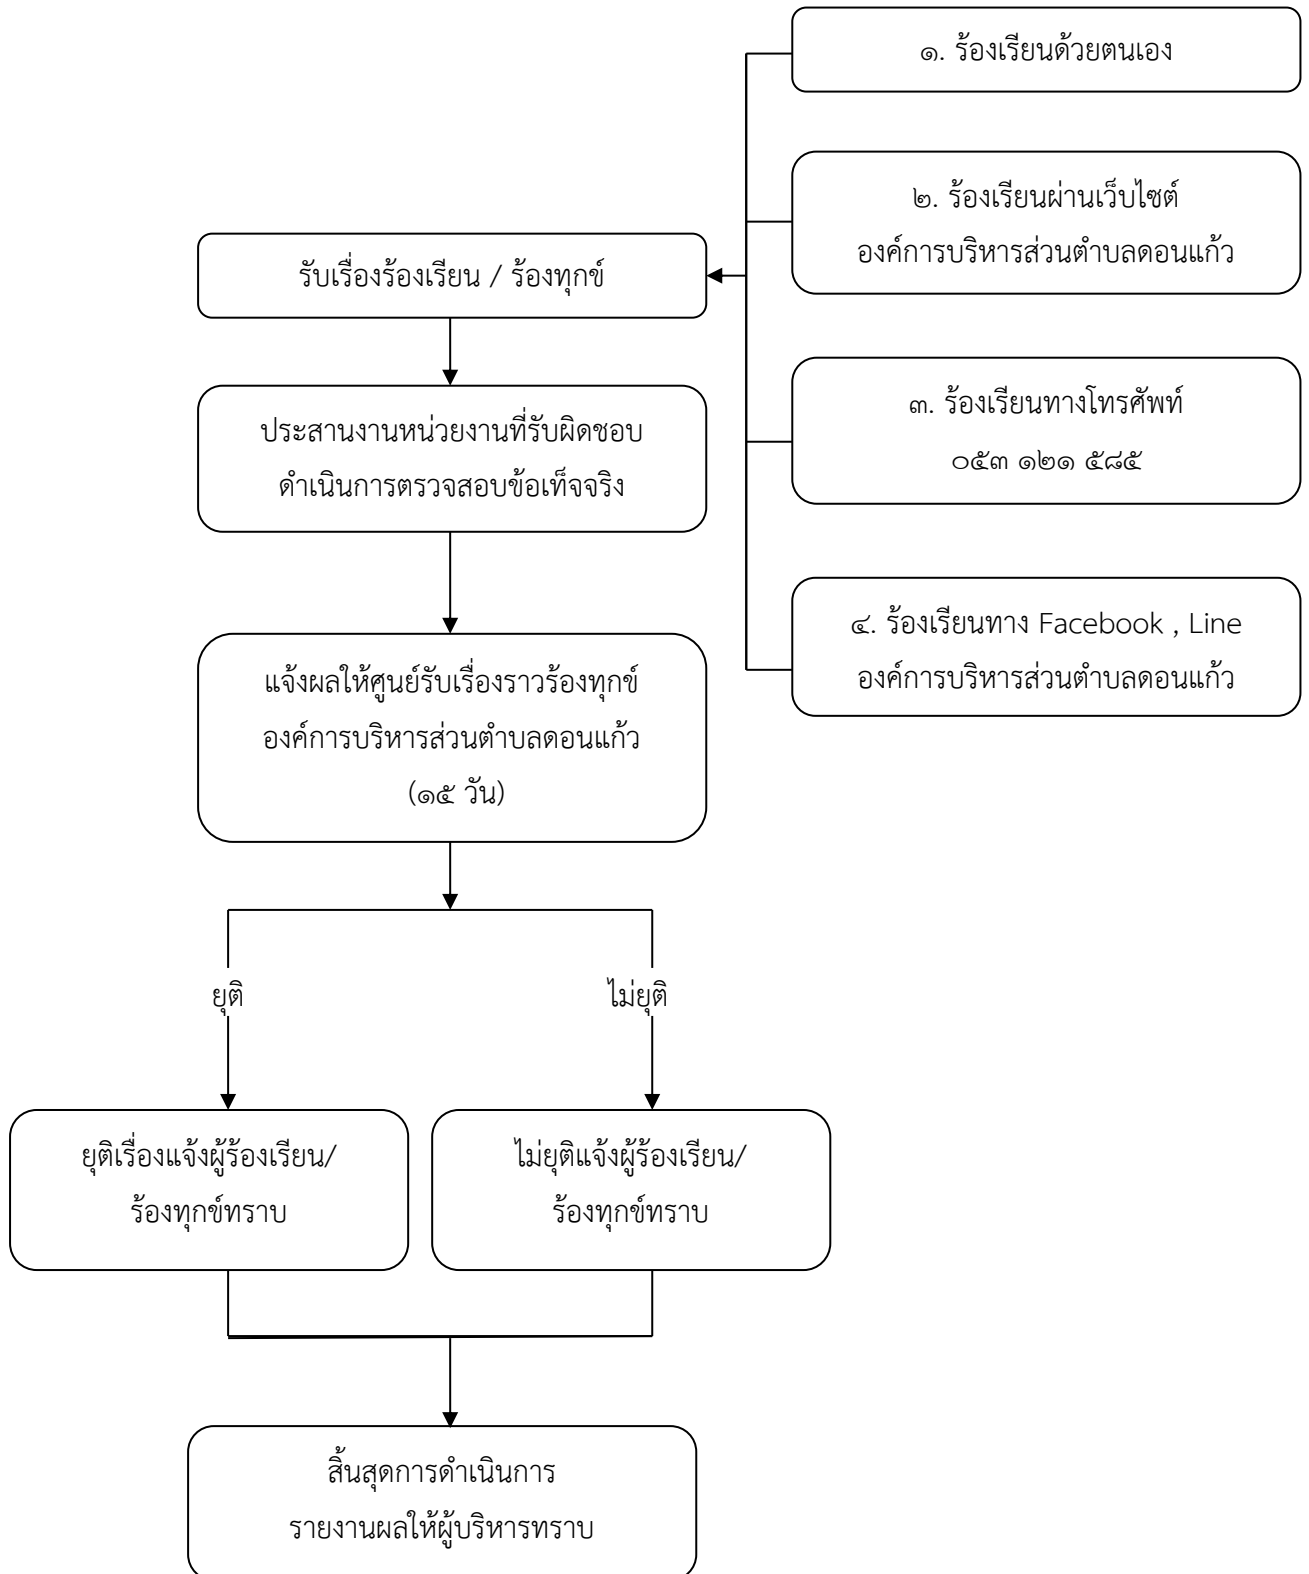 ๑. ร้องเรียนด้วยตนเอง
๒. ร้องเรียนผ่านเว็บไซต์
องค์การบริหารส่วนตำบลดอนแก้ว
รับเรื่องร้องเรียน / ร้องทุกข์
๓. ร้องเรียนทางโทรศัพท์
๐๕๓ ๑๒๑ ๕๘๕
ประสานงานหน่วยงานที่รับผิดชอบ
ดำเนินการตรวจสอบข้อเท็จจริง
๔. ร้องเรียนทาง Facebook , Line
องค์การบริหารส่วนตำบลดอนแก้ว
แจ้งผลให้ศูนย์รับเรื่องราวร้องทุกข์
องค์การบริหารส่วนตำบลดอนแก้ว
(๑๕ วัน)
ยุติ
ไม่ยุติ
ยุติเรื่องแจ้งผู้ร้องเรียน/
ร้องทุกข์ทราบ
ไม่ยุติแจ้งผู้ร้องเรียน/
ร้องทุกข์ทราบ
สิ้นสุดการดำเนินการ
รายงานผลให้ผู้บริหารทราบ